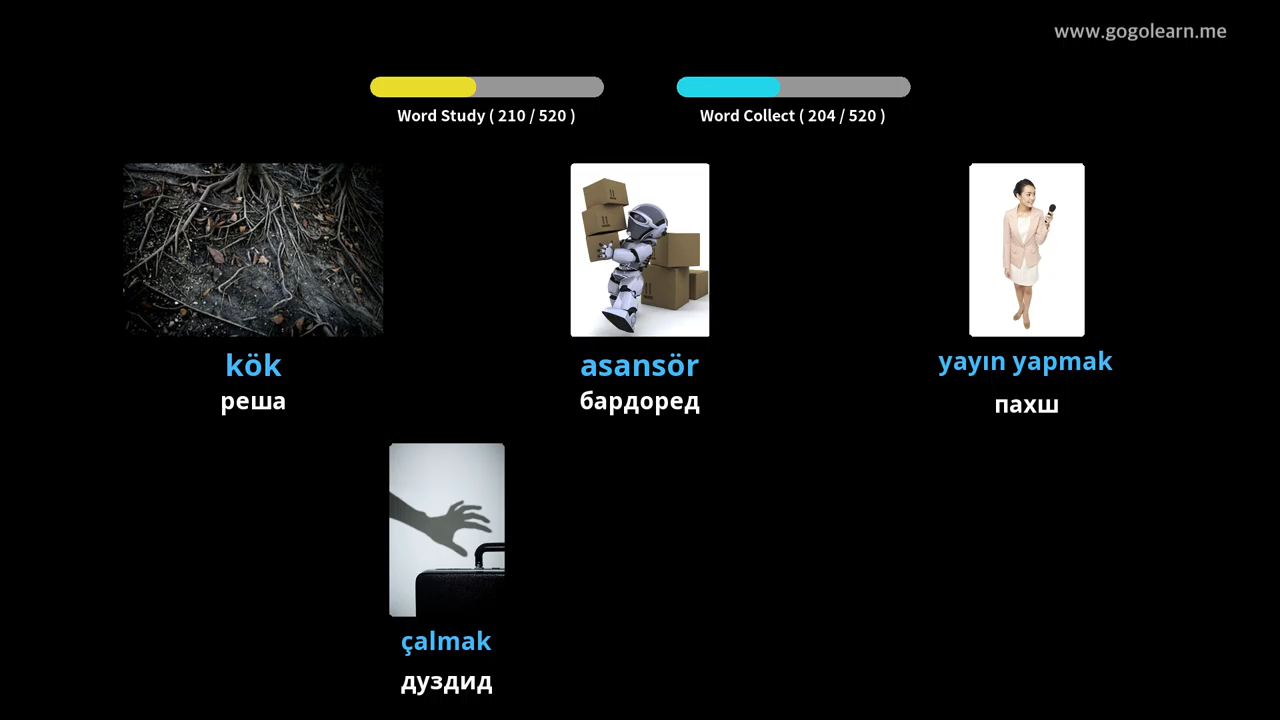 www.gogolearn.me
Word Study ( 210 / 520 )
Word Collect ( 204 / 520 )
kök
реша
asansör
бардоред
yayın yapmak
пахш
çalmak
дуздид